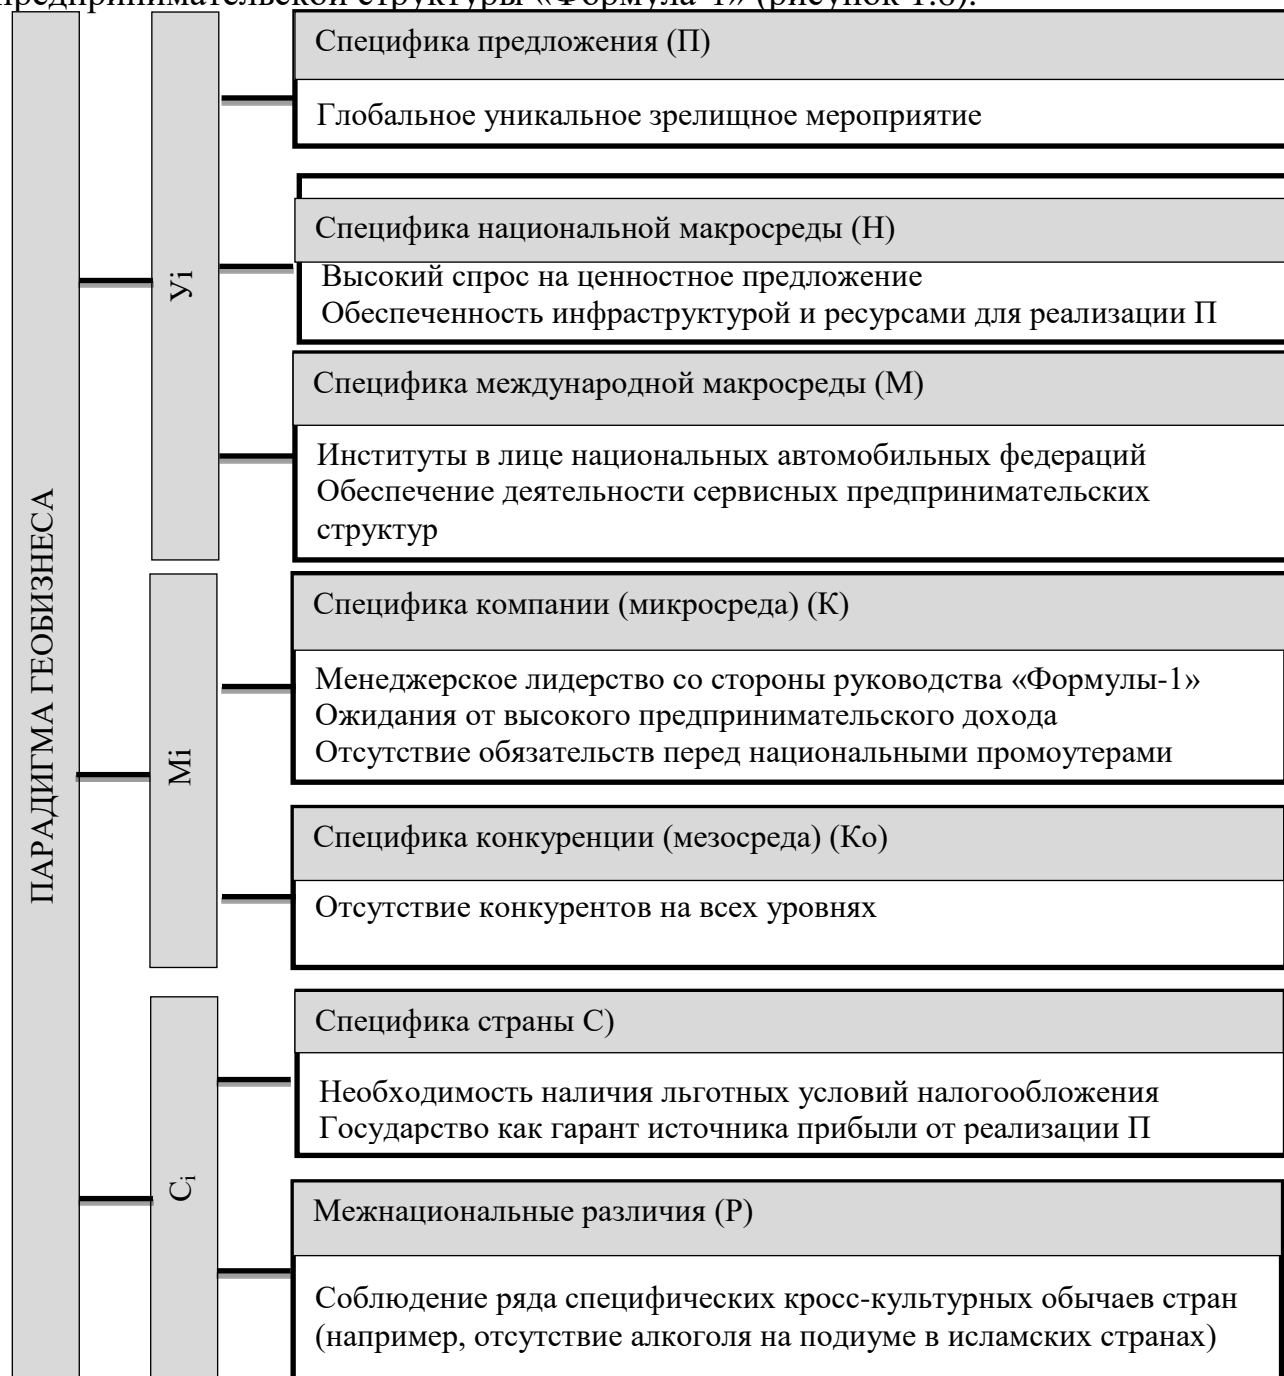 предпринимательской структуры «Формула-1» (рисунок 1.8).
Специфика предложения (П)
Глобальное уникальное зрелищное мероприятие
Специфика национальной макросреды (Н)
Высокий спрос на ценностное предложение
Обеспеченность инфраструктурой и ресурсами для реализации П
Уi
Специфика международной макросреды (М)
Институты в лице национальных автомобильных федераций
Обеспечение деятельности сервисных предпринимательских
структур
ПАРАДИГМА ГЕОБИЗНЕСА
Специфика компании (микросреда) (К)
Менеджерское лидерство со стороны руководства «Формулы-1»
Ожидания от высокого предпринимательского дохода
Отсутствие обязательств перед национальными промоутерами
Мi
Специфика конкуренции (мезосреда) (Ко)
Отсутствие конкурентов на всех уровнях
Специфика страны С)
Необходимость наличия льготных условий налогообложения
Государство как гарант источника прибыли от реализации П
Сi
Межнациональные различия (Р)
Соблюдение ряда специфических кросс-культурных обычаев стран
(например, отсутствие алкоголя на подиуме в исламских странах)